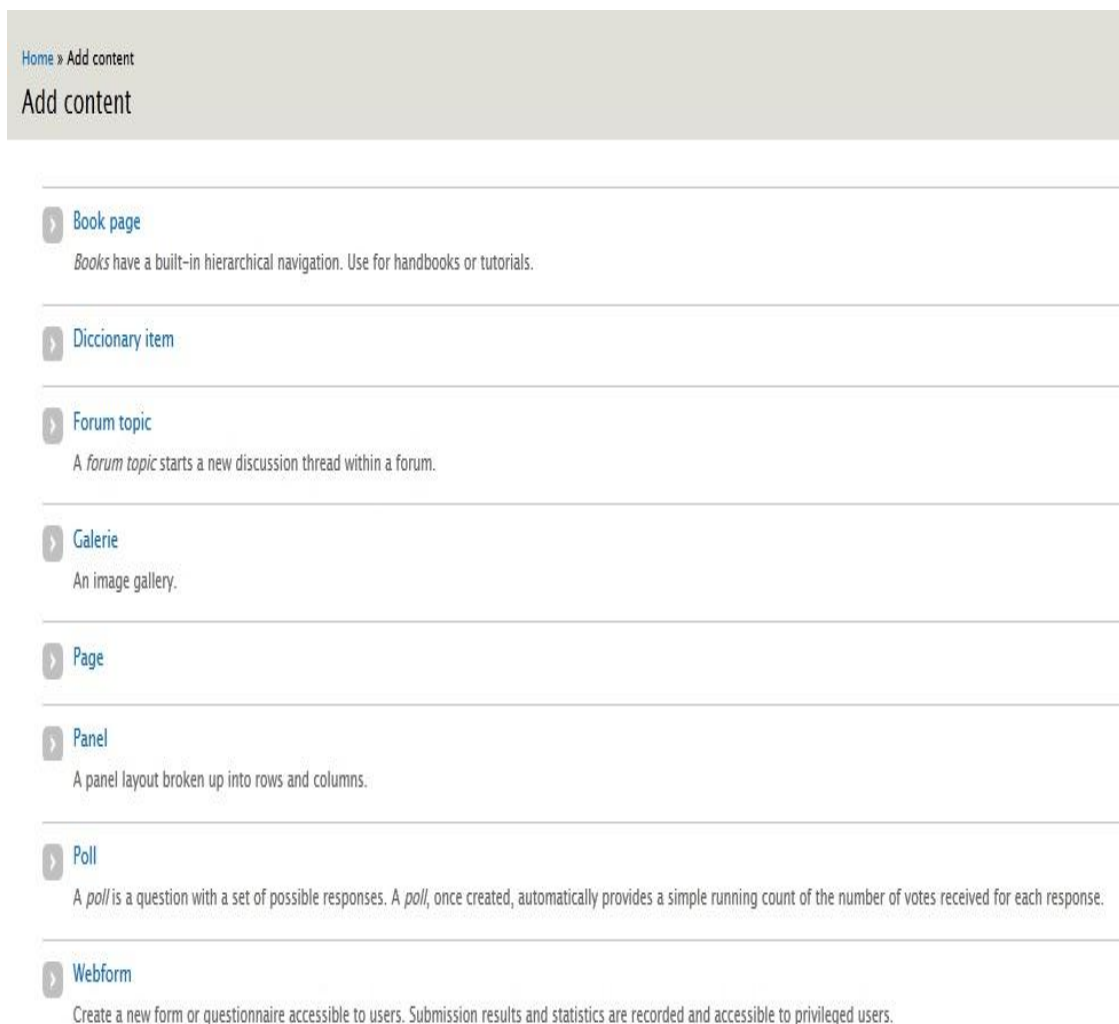 Home » Add content
Add content
Book page
Books have a built-in hierarchical navigation. Use for handbooks or tutorials.
Diccionary item
Forum topic
A forum topic starts a new discussion thread within a forum.
Galerie
An image gallery.
Page
Panel
A panel layout broken up into rows and columns.
Poll
A poll is a question with a set of possible responses. A poll, once created, automatically provides a simple running count of the number of votes received for each response.
Webform
Create a new form or questionnaire accessible to users. Submission results and statistics are recorded and accessible to privileged users.